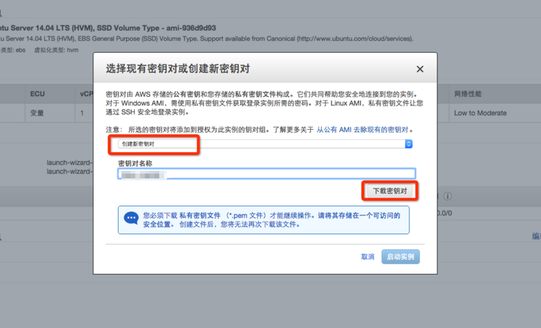 tu Server 14.04 LTS (HVM), SSD Volume Type - ami-936d9d93
tu Server 14.04 LTS (HVM), EBS General Purpose (SSD) Volume Type. Support available from Canonical (http://www.ubuntu.com/cloud/services).
类型: ebs 虚拟化类型: hvm
选择现有密钥对或创建新密钥对
密钥对由 AWS 存储的公有密钥和您存储的私有密钥文件构成。它们共同帮助您安全地连接到您的实例。
对于 Windows AMI，需使用私有密钥文件获取登录实例所需的密码。对于 Linux AMI，私有密钥文件让您
通过 SSH 安全地登录实例。
ECU
vCP
网络性能
变量
1
Low to Moderate
注意： 所选的密钥对将添加到授权为此实例的钥对组。了解更多关于 从公有 AMI 去除现有的密钥对 .
创建新密钥对
密钥对名称
launch-wizard-
launch-wizard-
下载密钥对
0.0/0
您必须下载 私有密钥文件 （*.pem 文件）才能继续操作。请将其存储在一个可访问的
安全位置。 创建文件后，您将无法再次下载该文件。
编
取消
启动实例